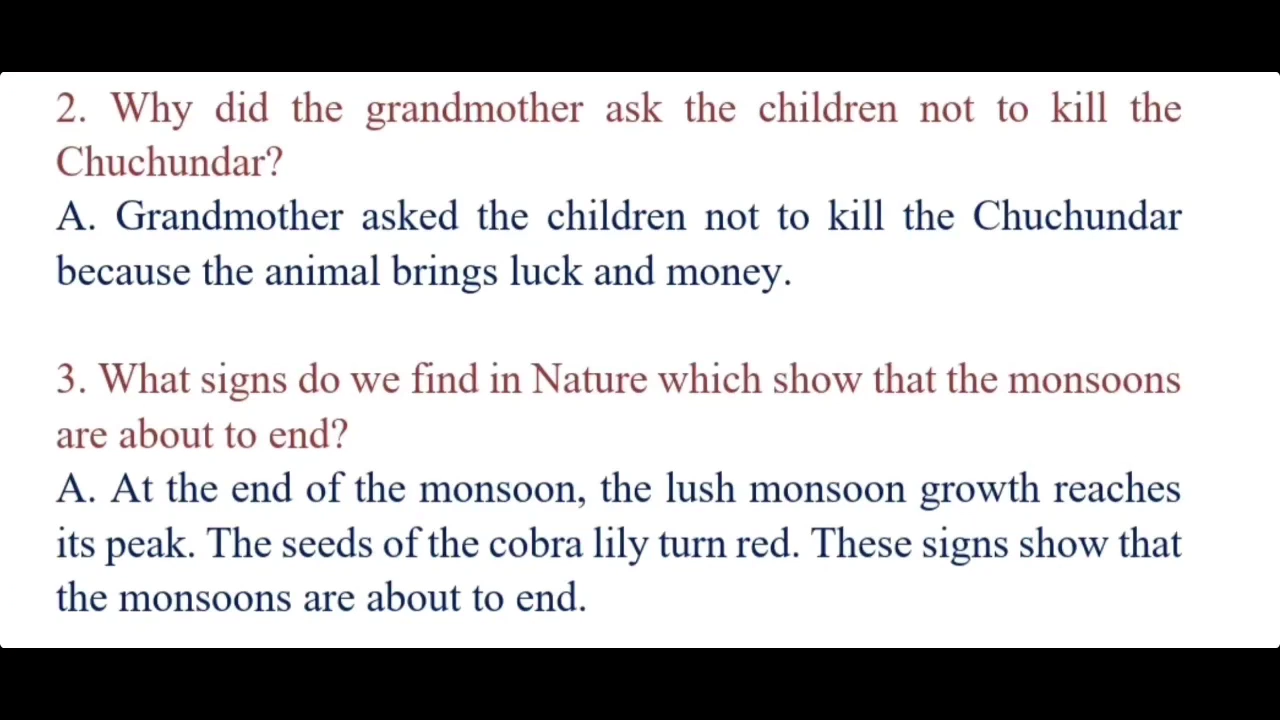 2. Why did the grandmother ask the children not to kill the
Chuchundar?
A. Grandmother asked the children not to kill the Chuchundar
because the animal brings luck and money.
3. What signs do we find in Nature which show that the monsoons
are about to end?
A. At the end of the monsoon, the lush monsoon growth reaches
its peak. The seeds of the cobra lily turn red. These signs show that
the monsoons are about to end.